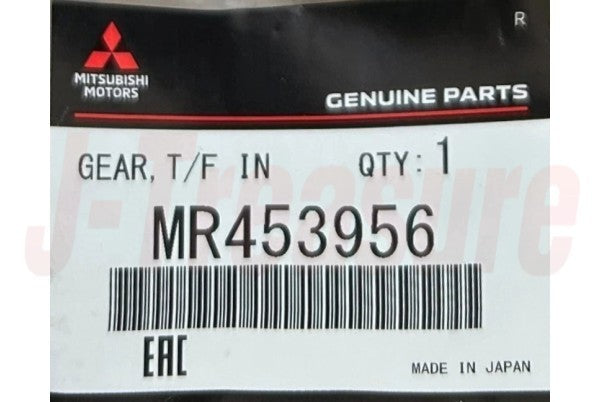 R
MITSUBISHI
MOTORS
GENUINE PARTS
GEAR, T/F IN QTY: 1
MR453956
EAC
MADE IN JAPAN
J-Treasure